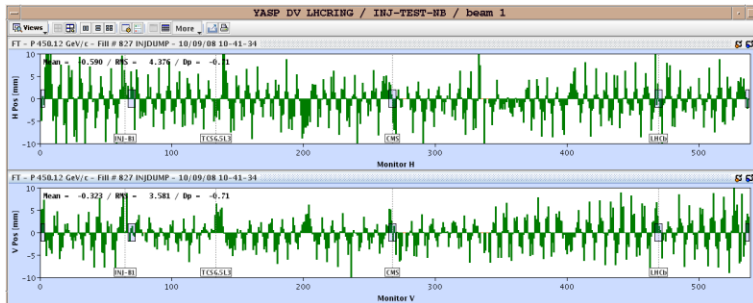 YASP DV LHCRING / INJ-TEST-NB / beam 1
Views More
FT - P 450.12 GeV/c - Fill # 827 INJDUMP - 10/09/08 10-41-34
Mean = -0.590 / RMS = 4.376 / Dp = -0.71
H Pos (mm)
10
5
0
-5
-10
INJ-B1 TCSG.5L3 CMS LHCb
0 100 200 300 400 500
Monitor H
FT - P 450.12 GeV/c - Fill # 827 INJDUMP - 10/09/08 10-41-34
Mean = -0.323 / RMS = 3.581 / Dp = -0.71
V Pos (mm)
10
5
0
-5
-10
INJ-B1 TCSG.5L3 CMS LHCb
0 100 200 300 400 500
Monitor V